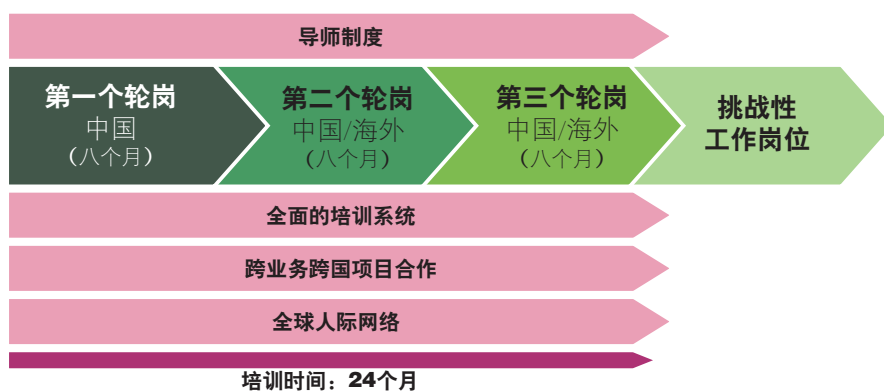 导师制度
第一个轮岗
中国
(八个月)
第二个轮岗
中国/海外
(八个月)
第三个轮岗
中国/海外
(八个月)
挑战性
工作岗位
全面的培训系统
跨业务跨国项目合作
全球人际网络
培训时间：24个月